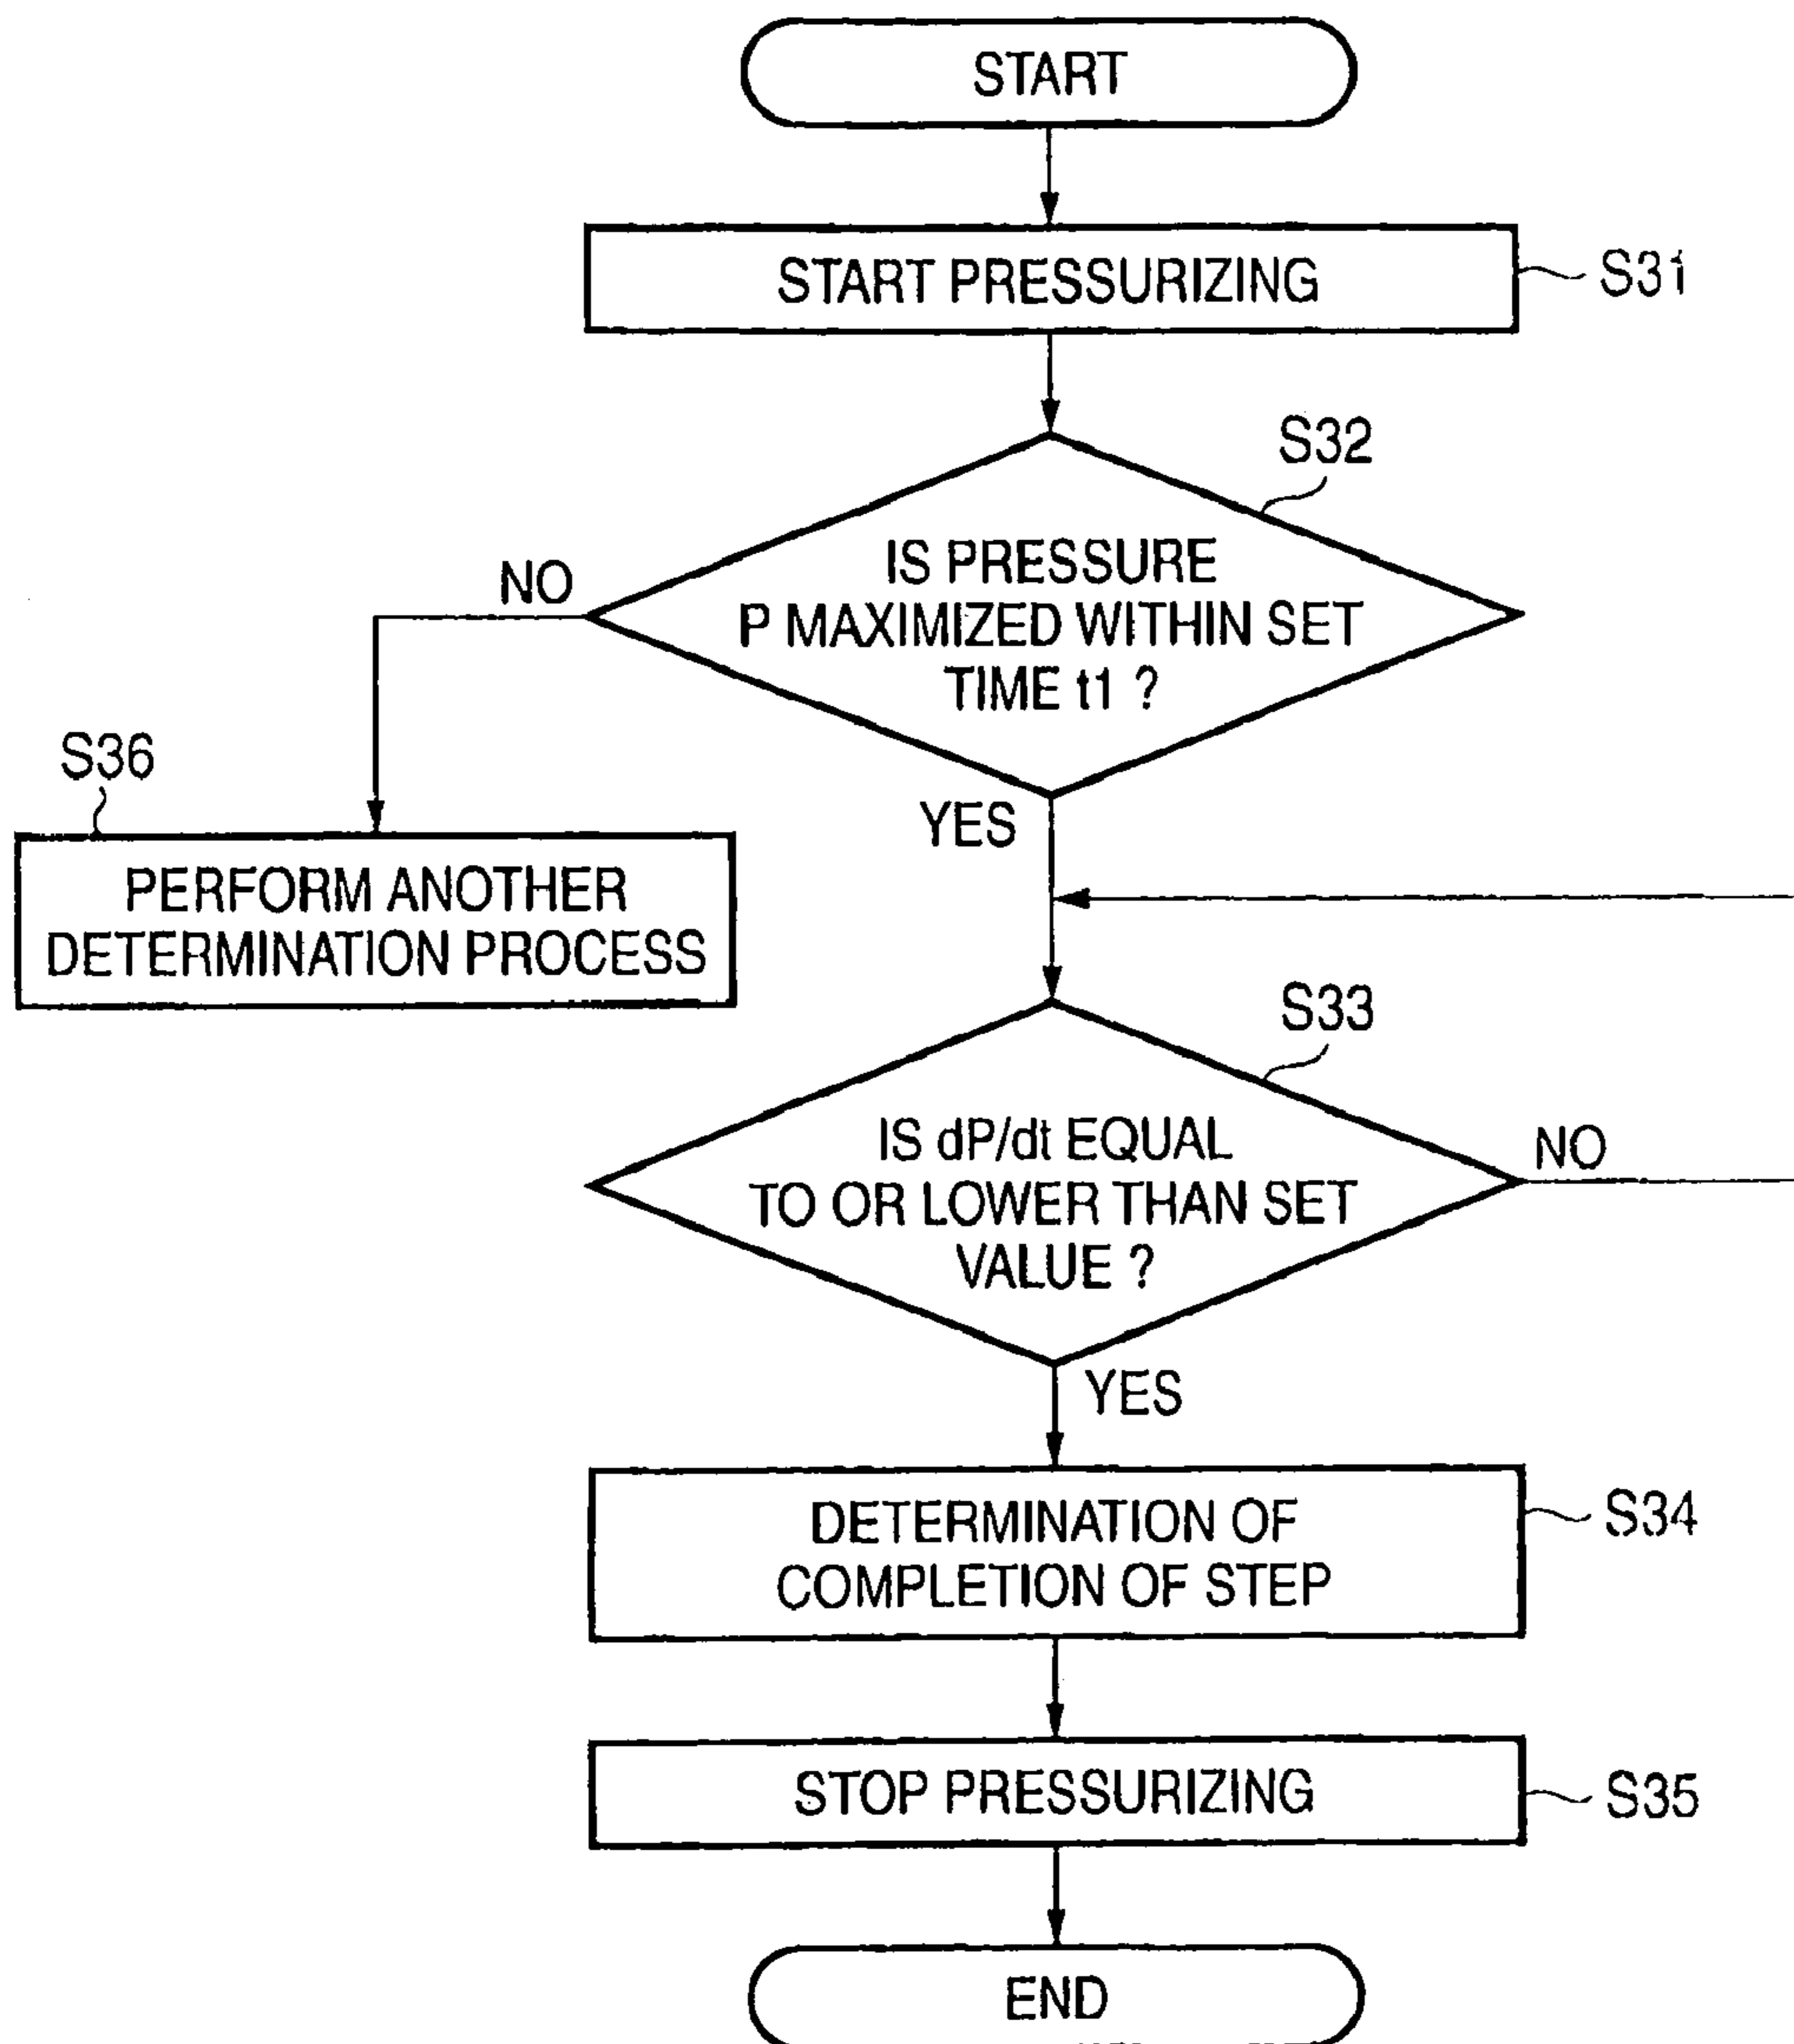 START
START PRESSURIZING
S31
S32
IS PRESSURE
P MAXIMIZED WITHIN SET
TIME t1 ?
NO
YES
S36
PERFORM ANOTHER
DETERMINATION PROCESS
S33
IS dP/dt EQUAL
TO OR LOWER THAN SET
VALUE ?
NO
YES
DETERMINATION OF
COMPLETION OF STEP
S34
STOP PRESSURIZING
S35
END